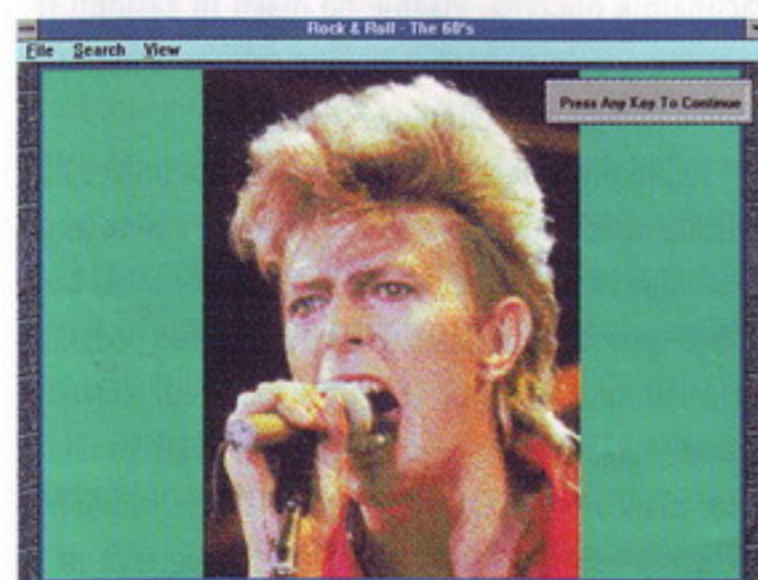 Rock & Roll - The 60's
File Search View
Press Any Key To Continue